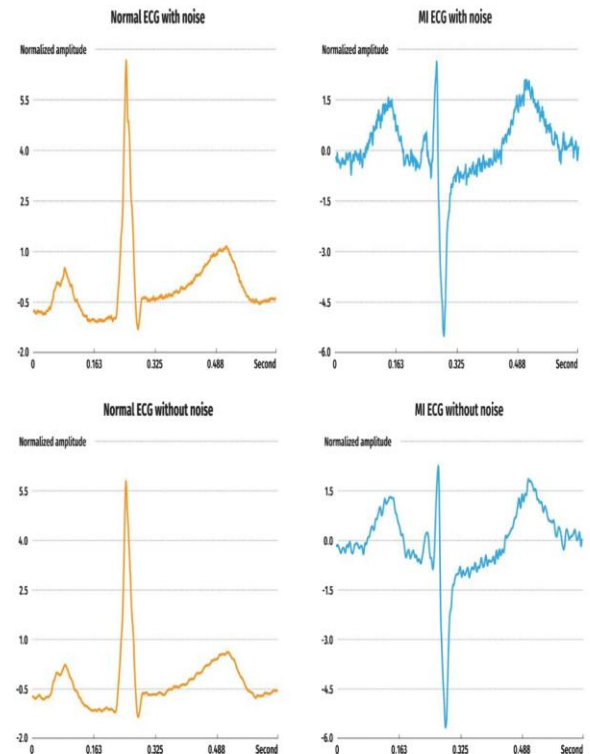 Normal ECG with noise
Normalized amplitude
5.5
4.0
2.5
1.0
-0.5
-2.0
0 0.163 0.325 0.488 Second
MI ECG with noise
Normalized amplitude
1.5
0.0
-1.5
-3.0
-4.5
-6.0
0 0.163 0.325 0.488 Second
Normal ECG without noise
Normalized amplitude
5.5
4.0
2.5
1.0
-0.5
-2.0
0 0.163 0.325 0.488 Second
MI ECG without noise
Normalized amplitude
1.5
0.0
-1.5
-3.0
-4.5
-6.0
0 0.163 0.325 0.488 Second